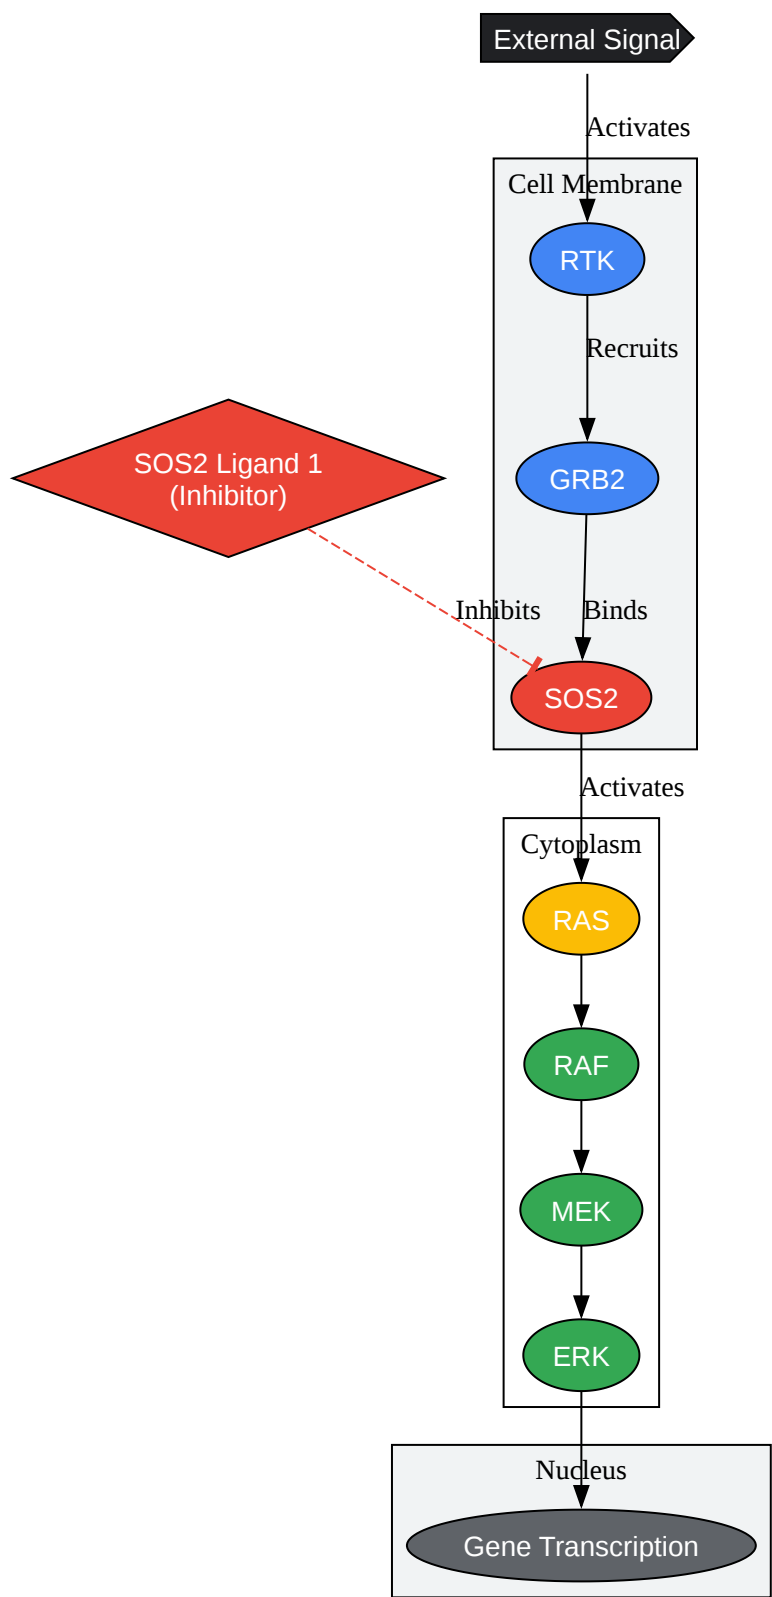 External Signal
Activates
Cell Membrane
RTK
Recruits
SOS2 Ligand 1
(Inhibitor)
GRB2
Inhibits
Binds
SOS2
Activates
Cytoplasm
RAS
RAF
MEK
ERK
Nucleus
Gene Transcription